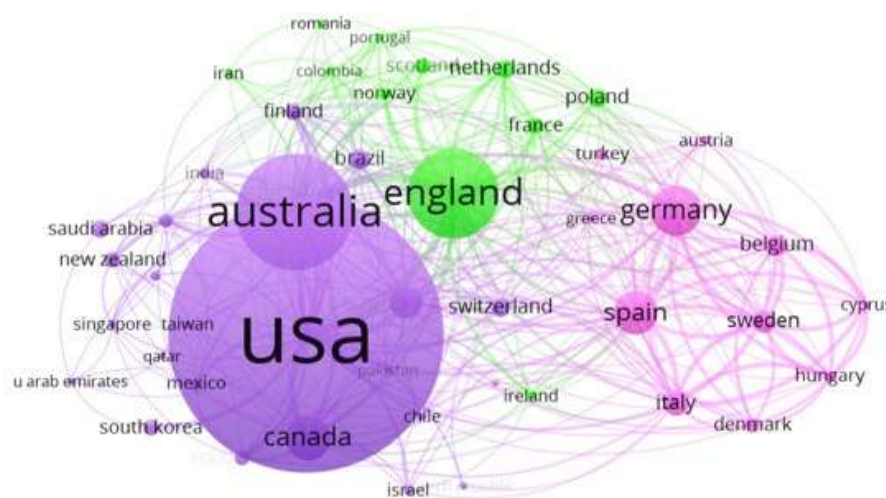 romania
portugal
iran
colombia
scotland
netherlands
finland
norway
poland
france
brazil
turkey
austria
india
australia
england
germany
greece
saudi arabia
belgium
new zealand
switzerland
spain
sweden
cyprus
singapore
taiwan
usa
qatar
pakistan
u arab emirates
mexico
hungary
ireland
italy
chile
south korea
canada
denmark
israel